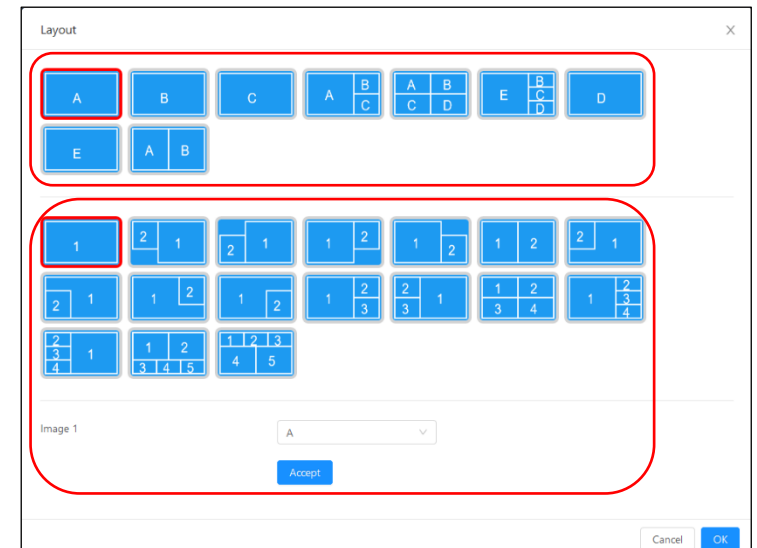 Layout
A B C A B C A B C D E B C D D
E A B
1 2 1 2 1 1 2 1 2 1 2 2 1
2 1 1 2 1 2 1 2 3 2 3 1 1 2 3 4 1 2 3 4
2 3 4 1 1 2 3 4 5 1 2 3 4 5
Image 1 A
Accept
Cancel OK